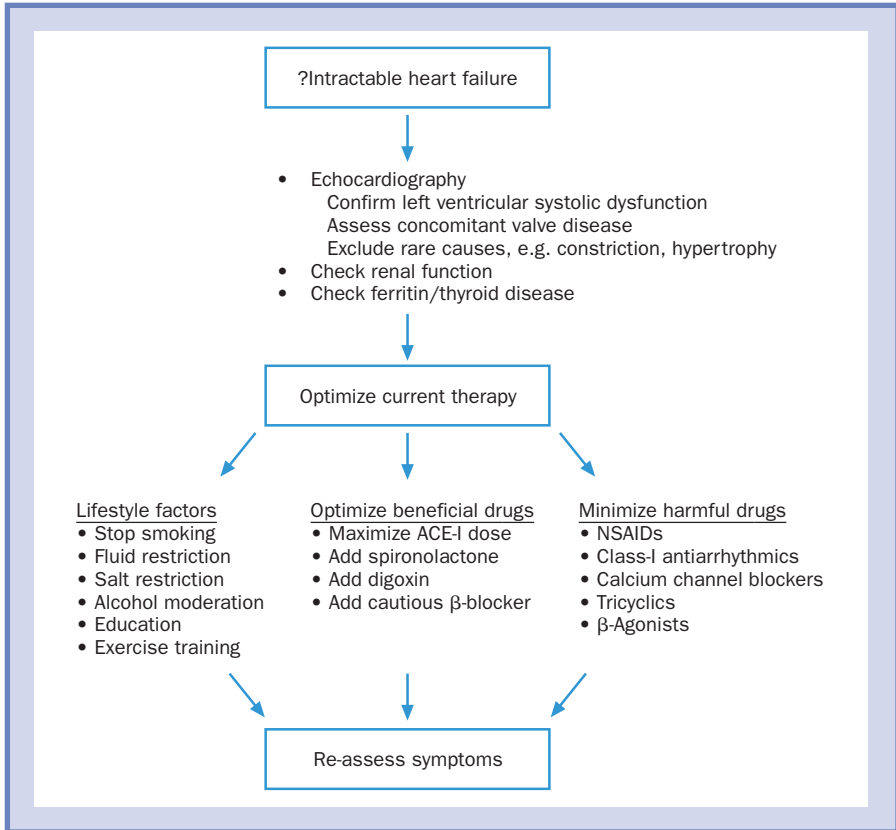 ?Intractable heart failure
• Echocardiography
Confirm left ventricular systolic dysfunction
Assess concomitant valve disease
Exclude rare causes, e.g. constriction, hypertrophy
• Check renal function
• Check ferritin/thyroid disease
Optimize current therapy
Lifestyle factors
• Stop smoking
• Fluid restriction
• Salt restriction
• Alcohol moderation
• Education
• Exercise training
Optimize beneficial drugs
• Maximize ACE-I dose
• Add spironolactone
• Add digoxin
• Add cautious β-blocker
Minimize harmful drugs
• NSAIDs
• Class-I antiarrhythmics
• Calcium channel blockers
• Tricyclics
• β-Agonists
Re-assess symptoms